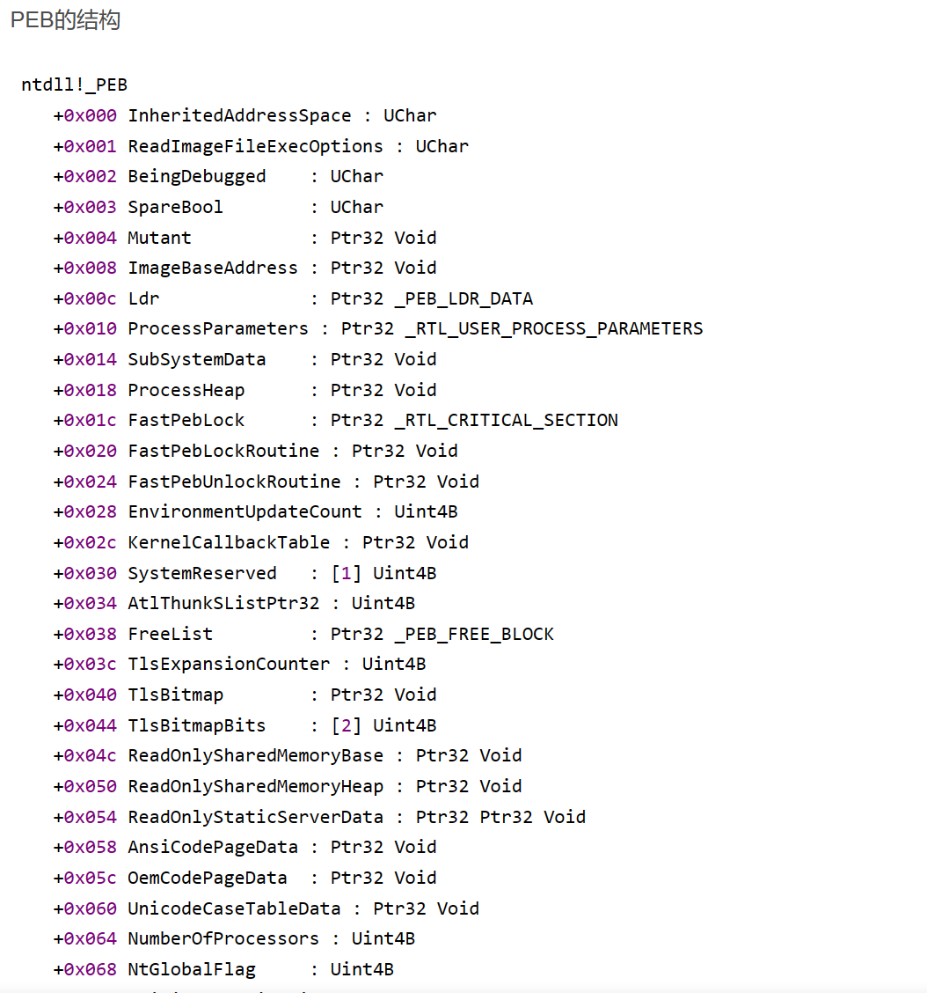 PEB的结构
ntdll!_PEB
+0x000 InheritedAddressSpace : UChar
+0x001 ReadImageFileExecOptions : UChar
+0x002 BeingDebugged    : UChar
+0x003 SpareBool        : UChar
+0x004 Mutant           : Ptr32 Void
+0x008 ImageBaseAddress : Ptr32 Void
+0x00c Ldr              : Ptr32 _PEB_LDR_DATA
+0x010 ProcessParameters : Ptr32 _RTL_USER_PROCESS_PARAMETERS
+0x014 SubSystemData    : Ptr32 Void
+0x018 ProcessHeap      : Ptr32 Void
+0x01c FastPebLock      : Ptr32 _RTL_CRITICAL_SECTION
+0x020 FastPebLockRoutine : Ptr32 Void
+0x024 FastPebUnlockRoutine : Ptr32 Void
+0x028 EnvironmentUpdateCount : Uint4B
+0x02c KernelCallbackTable : Ptr32 Void
+0x030 SystemReserved   : [1] Uint4B
+0x034 AtlThunkSListPtr32 : Uint4B
+0x038 FreeList         : Ptr32 _PEB_FREE_BLOCK
+0x03c TlsExpansionCounter : Uint4B
+0x040 TlsBitmap        : Ptr32 Void
+0x044 TlsBitmapBits    : [2] Uint4B
+0x04c ReadOnlySharedMemoryBase : Ptr32 Void
+0x050 ReadOnlySharedMemoryHeap : Ptr32 Void
+0x054 ReadOnlyStaticServerData : Ptr32 Ptr32 Void
+0x058 AnsiCodePageData : Ptr32 Void
+0x05c OemCodePageData  : Ptr32 Void
+0x060 UnicodeCaseTableData : Ptr32 Void
+0x064 NumberOfProcessors : Uint4B
+0x068 NtGlobalFlag     : Uint4B